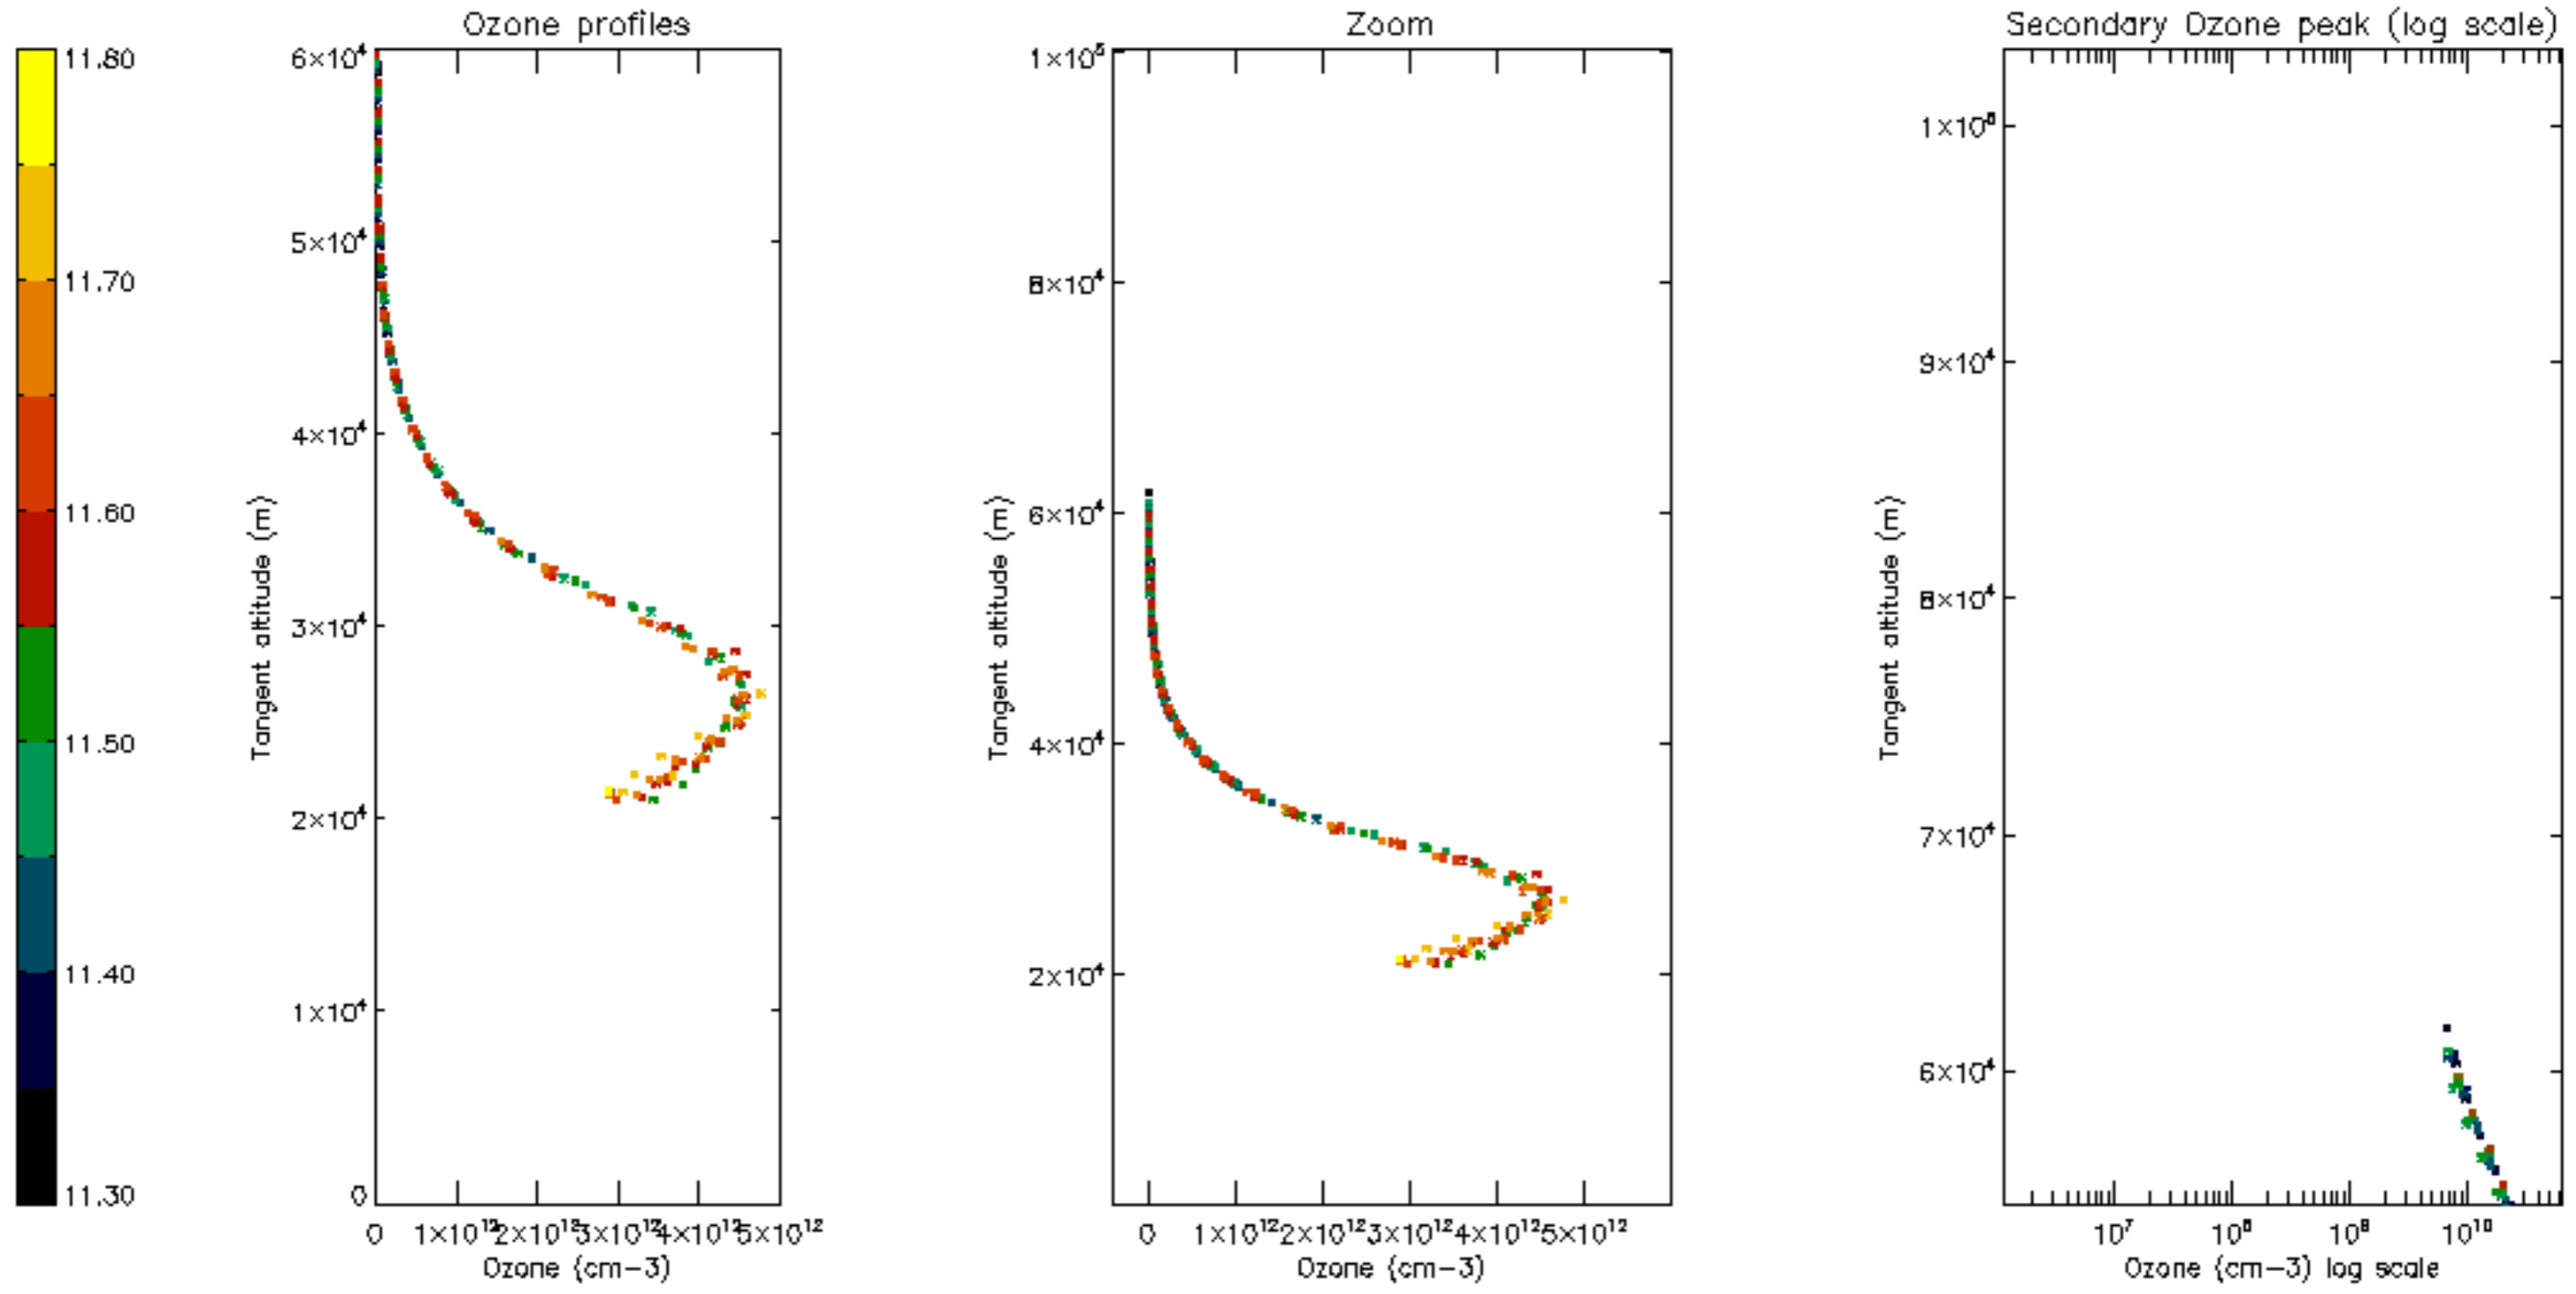 Ozone profiles
Zoom
Secondary Ozone peak (log scale)
11.80
11.70
11.60
11.50
11.40
11.30
6×10⁴
5×10⁴
4×10⁴
3×10⁴
2×10⁴
1×10⁴
0
Tangent altitude (m)
0 1×10¹² 2×10¹² 3×10¹² 4×10¹² 5×10¹²
Ozone (cm-3)
1×10⁵
8×10⁴
6×10⁴
4×10⁴
2×10⁴
Tangent altitude (m)
0 1×10¹² 2×10¹² 3×10¹² 4×10¹² 5×10¹²
Ozone (cm-3)
1×10⁵
9×10⁴
8×10⁴
7×10⁴
6×10⁴
Tangent altitude (m)
10⁷ 10⁸ 10⁹ 10¹⁰
Ozone (cm-3) log scale